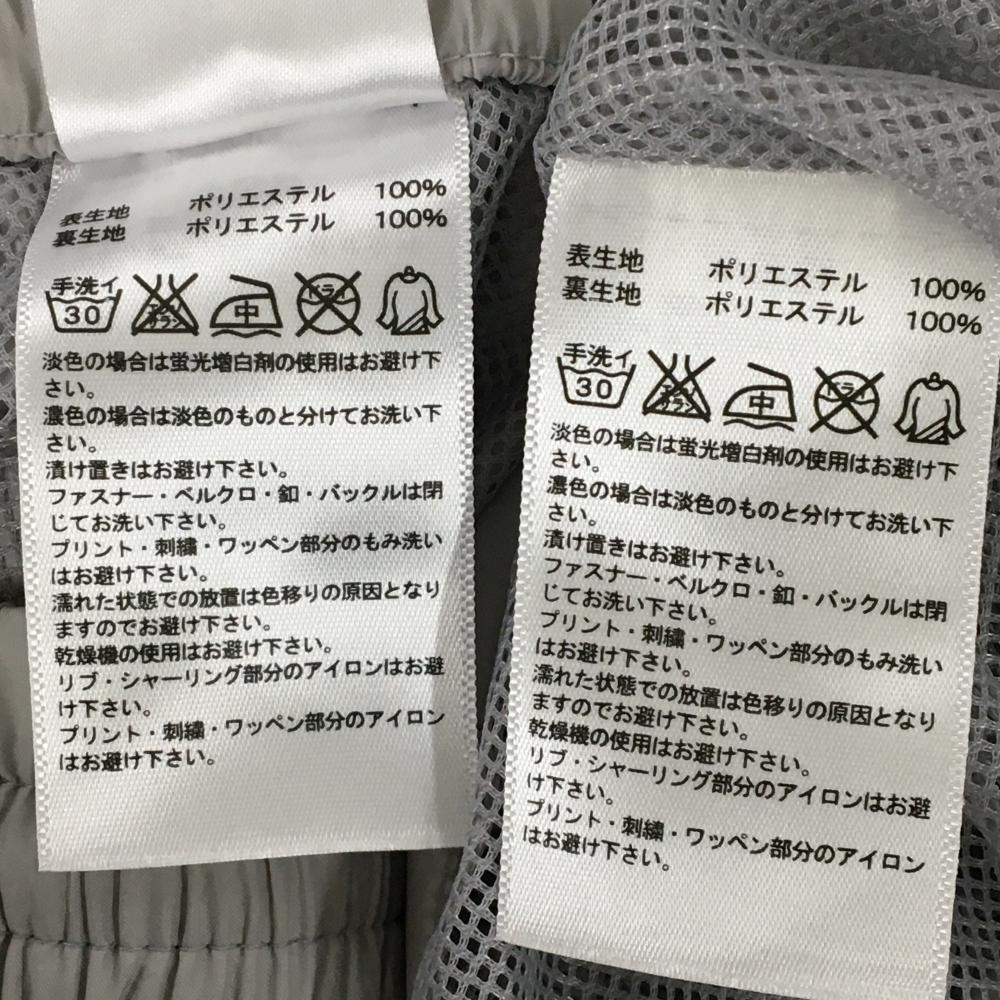 表生地 ポリエステル 100%
裏生地 ポリエステル 100%
手洗イ
30
エンソ
サラシ
中
ドライ
淡色の場合は蛍光増白剤の使用はお避け下
さい。
濃色の場合は淡色のものと分けてお洗い下
さい。
漬け置きはお避け下さい。
ファスナー・ベルクロ・釦・バックルは閉
じてお洗い下さい。
プリント・刺繍・ワッペン部分のもみ洗い
はお避け下さい。
濡れた状態での放置は色移りの原因となり
ますのでお避け下さい。
乾燥機の使用はお避け下さい。
リブ・シャーリング部分のアイロンはお避
け下さい。
プリント・刺繍・ワッペン部分のアイロン
はお避け下さい。
表生地 ポリエステル 100%
裏生地 ポリエステル 100%
手洗イ
30
エンソ
サラシ
中
ドライ
淡色の場合は蛍光増白剤の使用はお避け下
さい。
濃色の場合は淡色のものと分けてお洗い下
さい。
漬け置きはお避け下さい。
ファスナー・ベルクロ・釦・バックルは閉
じてお洗い下さい。
プリント・刺繍・ワッペン部分のもみ洗い
はお避け下さい。
濡れた状態での放置は色移りの原因となり
ますのでお避け下さい。
乾燥機の使用はお避け下さい。
リブ・シャーリング部分のアイロンはお避
け下さい。
プリント・刺繍・ワッペン部分のアイロン
はお避け下さい。